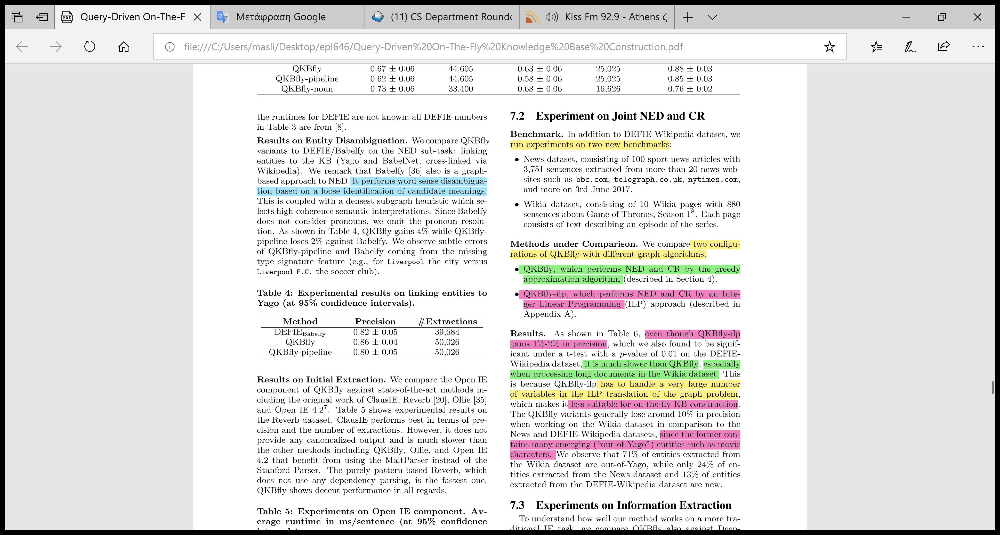 Query-Driven On-The-F
Μετάφραση Google
(11) CS Department Roundc
Kiss Fm 92.9 - Athens ζ
file:///C:/Users/masli/Desktop/epl646/Query-Driven%20On-The-Fly%20Knowledge%20Base%20Construction.pdf
QKBfly 0.67 ± 0.06 44,605 0.63 ± 0.06 25,025 0.88 ± 0.03
QKBfly-pipeline 0.62 ± 0.06 44,605 0.58 ± 0.06 25,025 0.85 ± 0.03
QKBfly-noun 0.73 ± 0.06 33,400 0.68 ± 0.06 16,626 0.76 ± 0.02
the runtimes for DEFIE are not known; all DEFIE numbers
in Table 3 are from [8].
Results on Entity Disambiguation. We compare QKBfly
variants to DEFIE/Babelfy on the NED sub-task: linking
entities to the KB (Yago and BabelNet, cross-linked via
Wikipedia). We remark that Babelfy [36] also is a graph-
based approach to NED. It performs word sense disambigua-
tion based on a loose identification of candidate meanings.
This is coupled with a densest subgraph heuristic which se-
lects high-coherence semantic interpretations. Since Babelfy
does not consider pronouns, we omit the pronoun resolu-
tion. As shown in Table 4, QKBfly gains 4% while QKBfly-
pipeline loses 2% against Babelfy. We observe subtle errors
of QKBfly-pipeline and Babelfy coming from the missing
type signature feature (e.g., for Liverpool the city versus
Liverpool_F.C. the soccer club).
Table 4: Experimental results on linking entities to
Yago (at 95% confidence intervals).
Method Precision #Extractions
DEFIE Babelfy 0.82 ± 0.05 39,684
QKBfly 0.86 ± 0.04 50,026
QKBfly-pipeline 0.80 ± 0.05 50,026
Results on Initial Extraction. We compare the Open IE
component of QKBfly against state-of-the-art methods in-
cluding the original work of ClausIE, Reverb [20], Ollie [35]
and Open IE 4.2⁷. Table 5 shows experimental results on
the Reverb dataset. ClausIE performs best in terms of pre-
cision and the number of extractions. However, it does not
provide any canoncalized output and is much slower than
the other methods including QKBfly, Ollie, and Open IE
4.2 that benefit from using the MaltParser instead of the
Stanford Parser. The purely pattern-based Reverb, which
does not use any dependency parsing, is the fastest one.
QKBfly shows decent performance in all regards.
Table 5: Experiments on Open IE component. Av-
erage runtime in ms/sentence (at 95% confidence
7.2 Experiment on Joint NED and CR
Benchmark. In addition to DEFIE-Wikipedia dataset, we
run experiments on two new benchmarks:
• News dataset, consisting of 100 sport news articles with
3,751 sentences extracted from more than 20 news web-
sites such as bbc.com, telegraph.co.uk, nytimes.com,
and more on 3rd June 2017.
• Wikia dataset, consisting of 10 Wikia pages with 880
sentences about Game of Thrones, Season 1⁸. Each page
consists of text describing an episode of the series.
Methods under Comparison. We compare two configu-
rations of QKBfly with different graph algorithms.
• QKBfly, which performs NED and CR by the greedy
approximation algorithm (described in Section 4).
• QKBfly-ilp, which performs NED and CR by an Inte-
ger Linear Programming (ILP) approach (described in
Appendix A).
Results. As shown in Table 6, even though QKBfly-ilp
gains 1%-2% in precision, which we also found to be signif-
icant under a t-test with a p-value of 0.01 on the DEFIE-
Wikipedia dataset, it is much slower than QKBfly, especially
when processing long documents in the Wikia dataset. This
is because QKBfly-ilp has to handle a very large number
of variables in the ILP translation of the graph problem,
which makes it less suitable for on-the-fly KB construction.
The QKBfly variants generally lose around 10% in precision
when working on the Wikia dataset in comparison to the
News and DEFIE-Wikipedia datasets, since the former con-
tains many emerging (“out-of-Yago”) entities such as movie
characters. We observe that 71% of entities extracted from
the Wikia dataset are out-of-Yago, while only 24% of en-
tities extracted from the News dataset and 13% of entities
extracted from the DEFIE-Wikipedia dataset are new.
7.3 Experiments on Information Extraction
To understand how well our method works on a more tra-
ditional IE task, we compare QKBfly also against Deep-